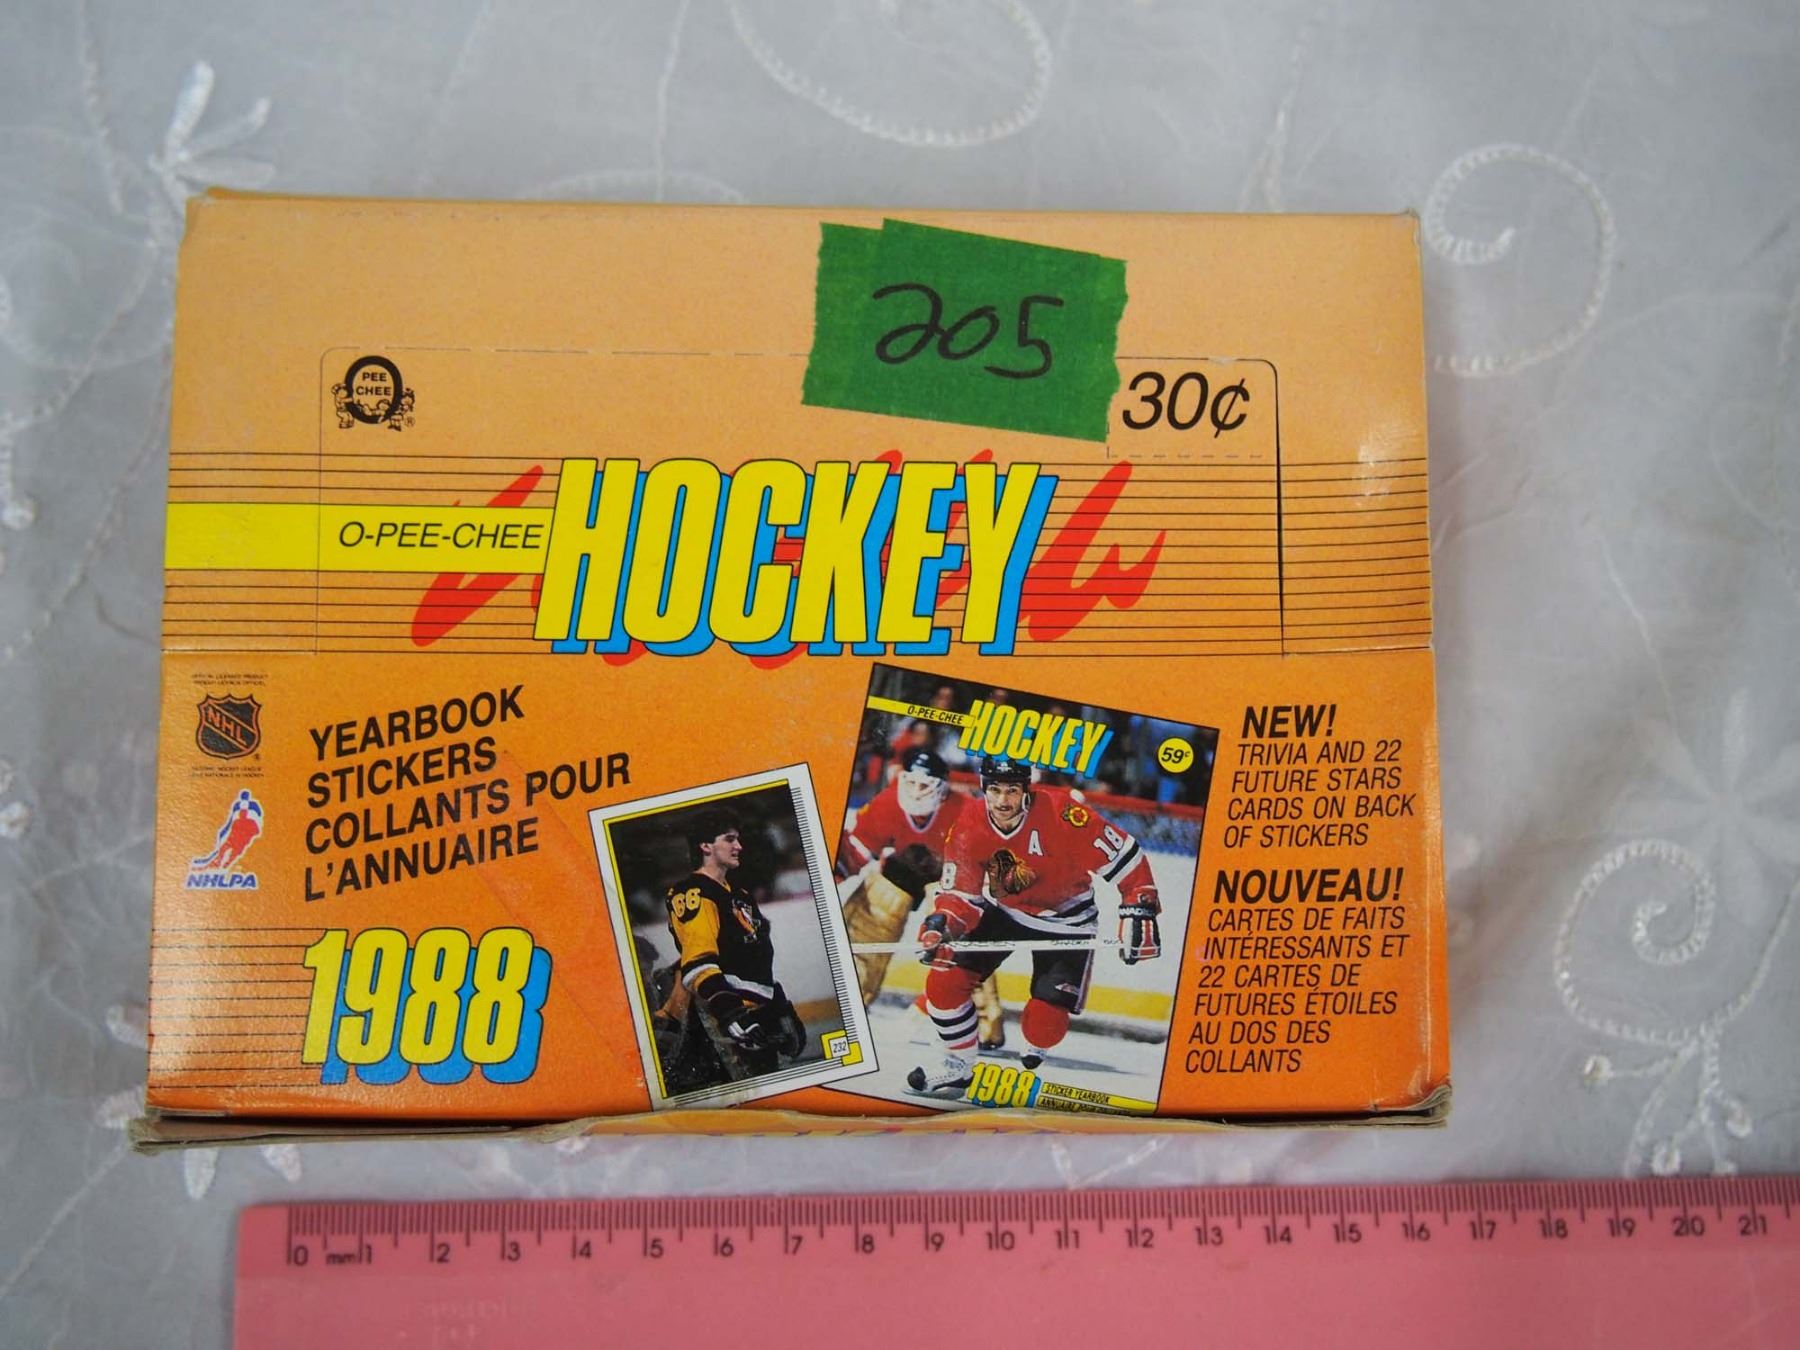 205
PEE
CHEE
®
30¢
O-PEE-CHEE
HOCKEY
NHL
®
NHLPA
YEARBOOK
STICKERS
COLLANTS POUR
L'ANNUAIRE
1988
66
232
O-PEE-CHEE
HOCKEY
59¢
A
18
8
1988
STICKER YEARBOOK
NEW!
TRIVIA AND 22
FUTURE STARS
CARDS ON BACK
OF STICKERS
NOUVEAU!
CARTES DE FAITS
INTÉRESSANTS ET
22 CARTES DE
FUTURES ÉTOILES
AU DOS DES
COLLANTS
0 mm 1 2 3 4 5 6 7 8 9 10 11 12 13 14 15 16 17 18 19 20 21